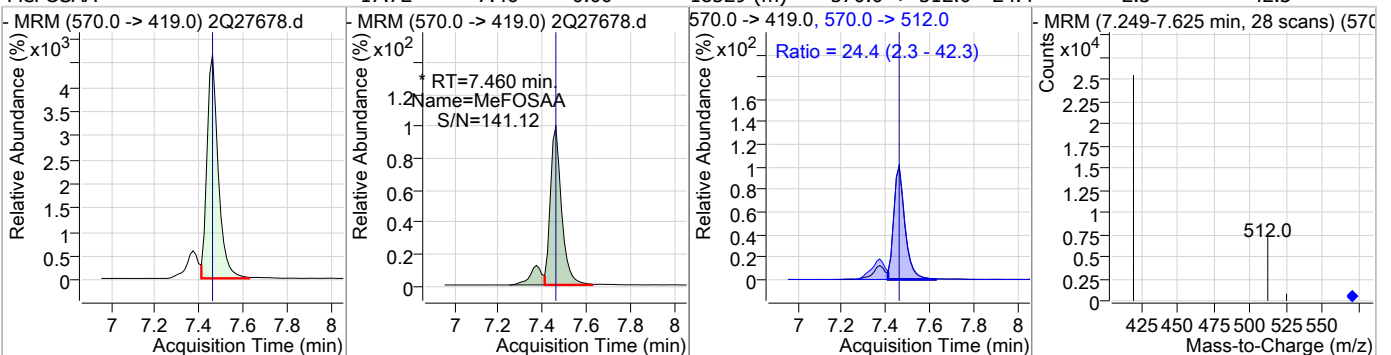 - MRM (570.0 -> 419.0) 2Q27678.d
x10³
Relative Abundance (%)
4
3.5
3
2.5
2
1.5
1
0.5
0
7 7.2 7.4 7.6 7.8 8
Acquisition Time (min)
- MRM (570.0 -> 419.0) 2Q27678.d
x10²
Relative Abundance (%)
* RT=7.460 min.
Name=MeFOSAA
S/N=141.12
1.2
1
0.8
0.6
0.4
0.2
0
7 7.2 7.4 7.6 7.8 8
Acquisition Time (min)
570.0 -> 419.0, 570.0 -> 512.0
x10²
Ratio = 24.4 (2.3 - 42.3)
Relative Abundance (%)
1.6
1.4
1.2
1
0.8
0.6
0.4
0.2
0
7 7.2 7.4 7.6 7.8 8
Acquisition Time (min)
- MRM (7.249-7.625 min, 28 scans) (570
x10⁴
Counts
2.5
2.25
2
1.75
1.5
1.25
1
0.75
0.5
0.25
0
512.0
425 450 475 500 525 550
Mass-to-Charge (m/z)